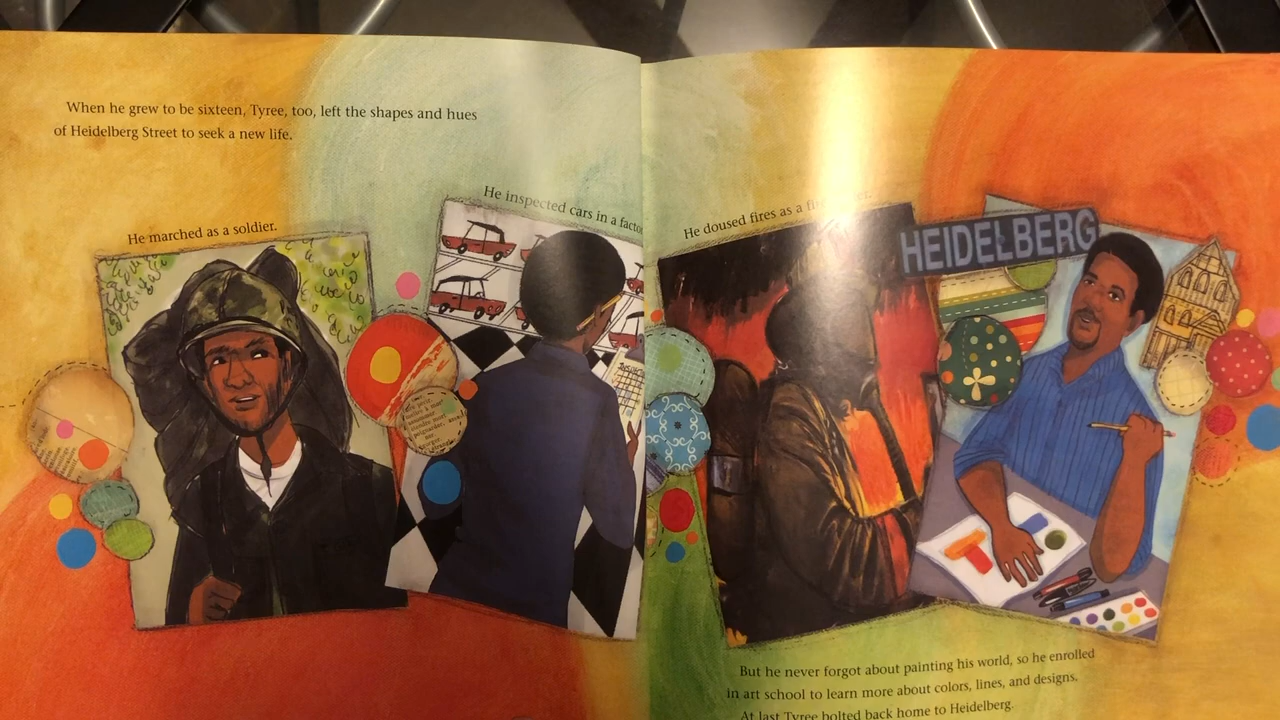 When he grew to be sixteen, Tyree, too, left the shapes and hues
of Heidelberg Street to seek a new life.
He marched as a soldier.
He inspected cars in a
He doused fires as a
HEIDELBERG
But he never forgot about painting his world, so he enrolled
in art school to learn more about colors, lines, and designs.
At last Tyree bolted back home to Heidelberg.